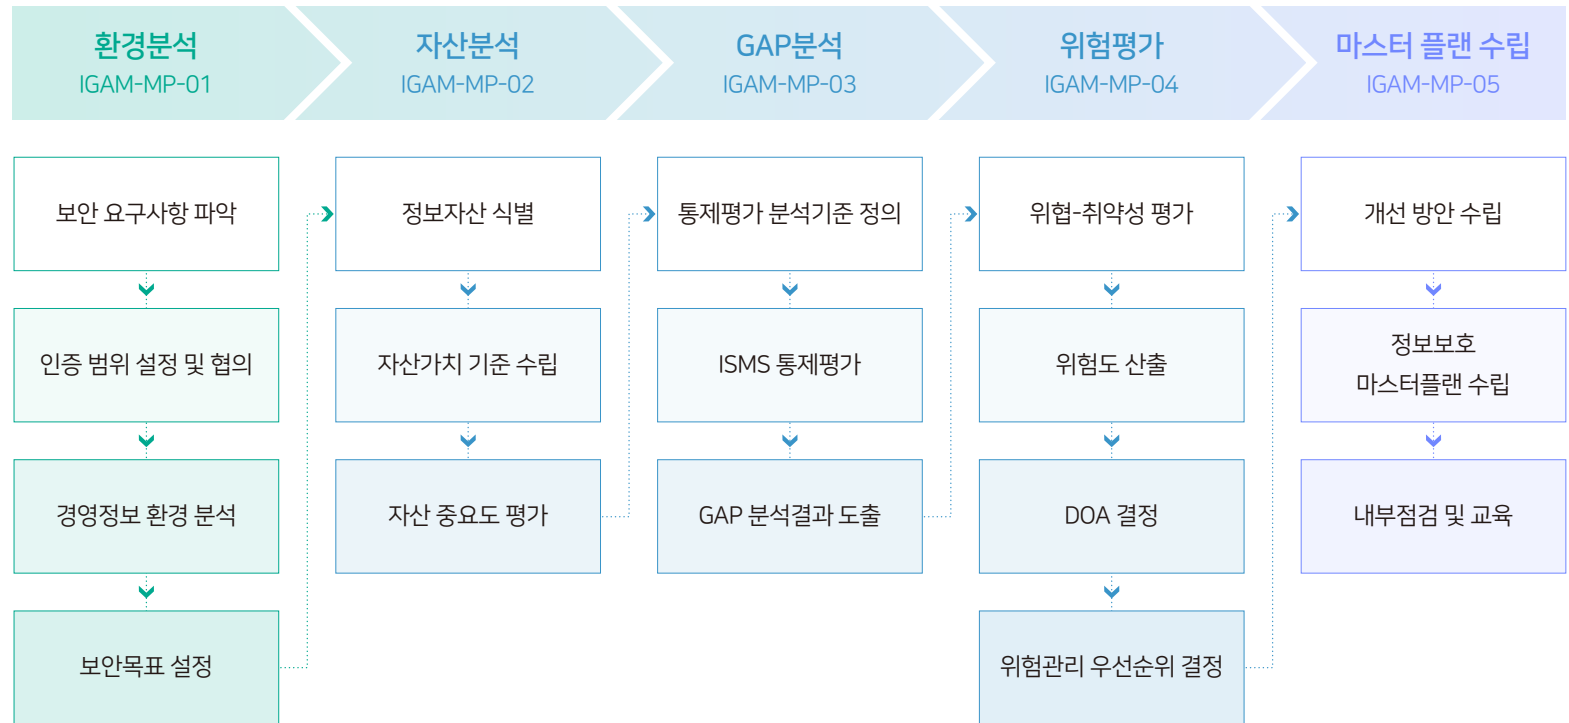 환경분석
IGAM-MP-01
자산분석
IGAM-MP-02
GAP분석
IGAM-MP-03
위험평가
IGAM-MP-04
마스터 플랜 수립
IGAM-MP-05
보안 요구사항 파악
인증 범위 설정 및 협의
경영정보 환경 분석
보안목표 설정
정보자산 식별
자산가치 기준 수립
자산 중요도 평가
통제평가 분석기준 정의
ISMS 통제평가
GAP 분석결과 도출
위협-취약성 평가
위험도 산출
DOA 결정
위험관리 우선순위 결정
개선 방안 수립
정보보호
마스터플랜 수립
내부점검 및 교육